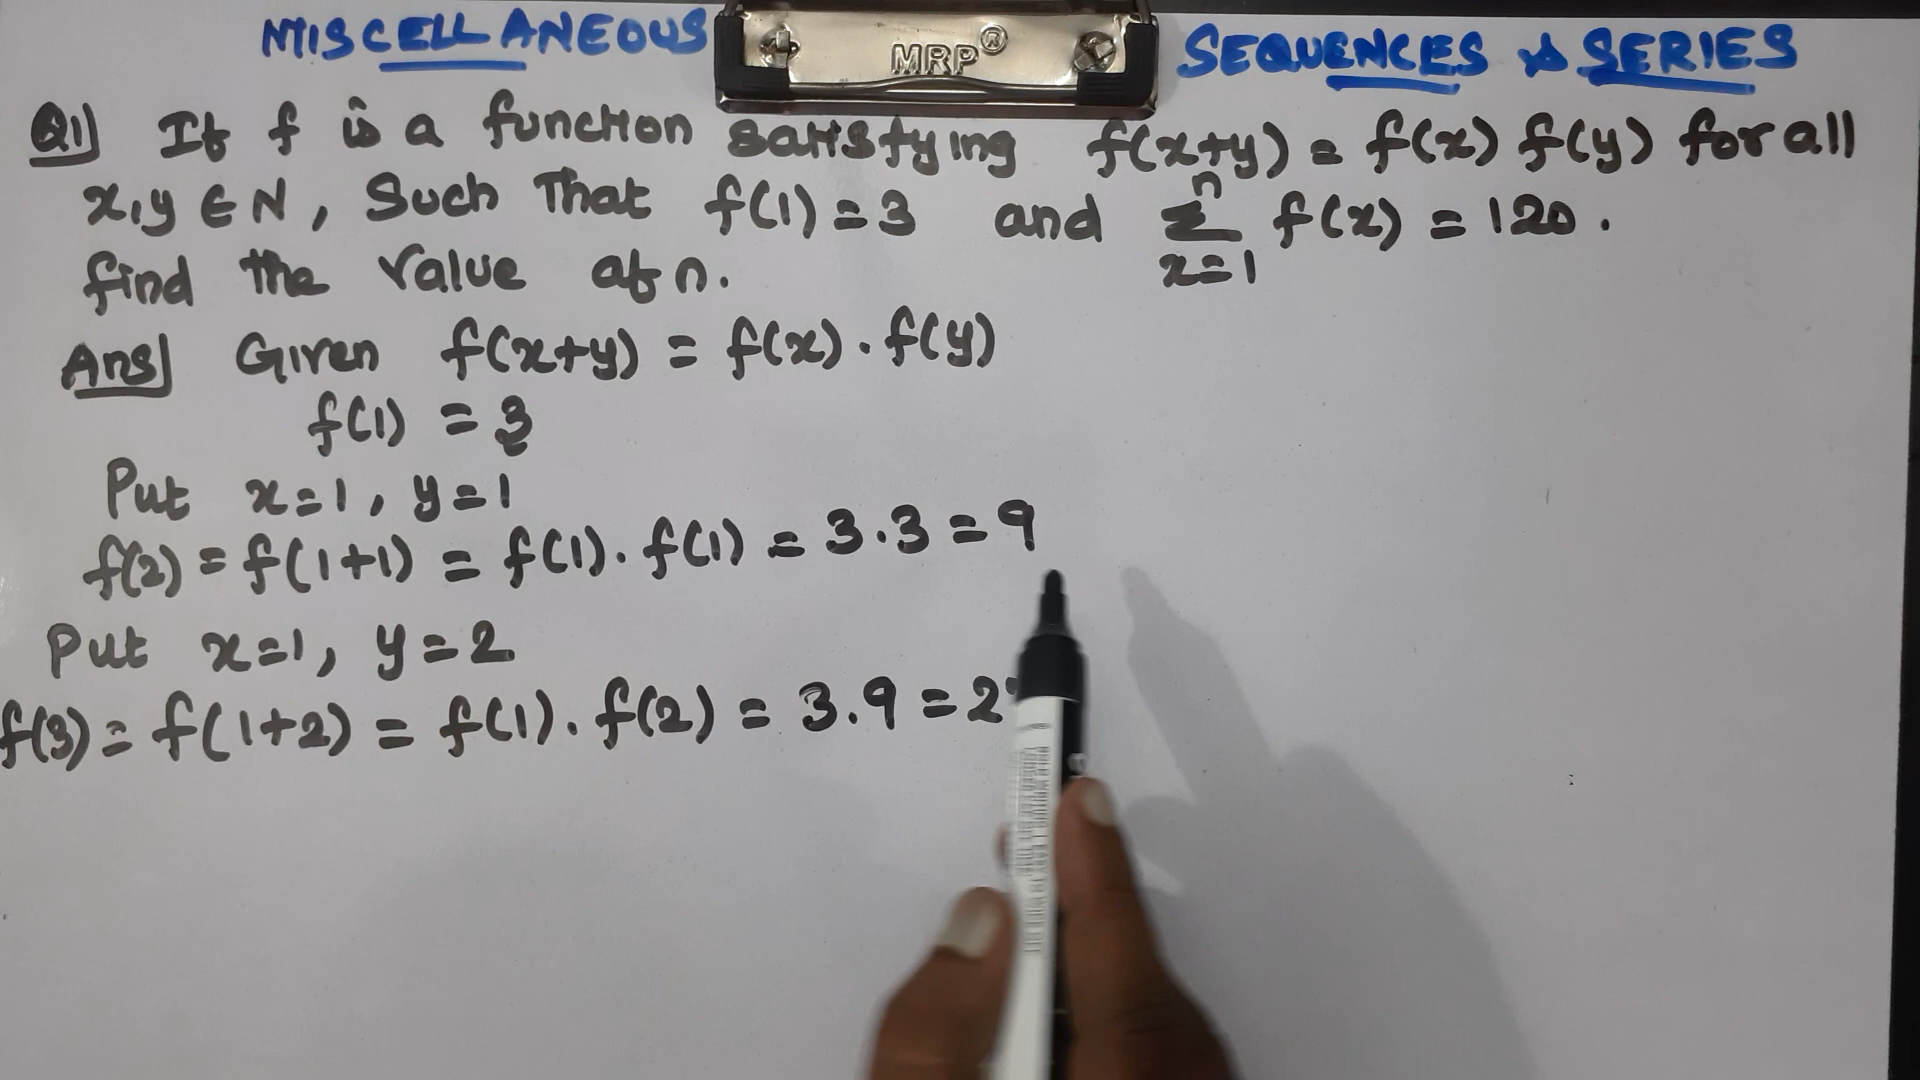 MISCELLANEOUS
MRP®
SEQUENCES & SERIES
Q1) If f is a function satisfying f(x+y) = f(x) f(y) for all
x,y ∈ N, Such That f(1) = 3 and n∑x=1 f(x) = 120.
find the value of n.
Ans] Given f(x+y) = f(x) . f(y)
f(1) = 3
Put x=1, y=1
f(2) = f(1+1) = f(1). f(1) = 3.3 = 9
Put x=1, y=2
f(3) = f(1+2) = f(1). f(2) = 3.9 = 2